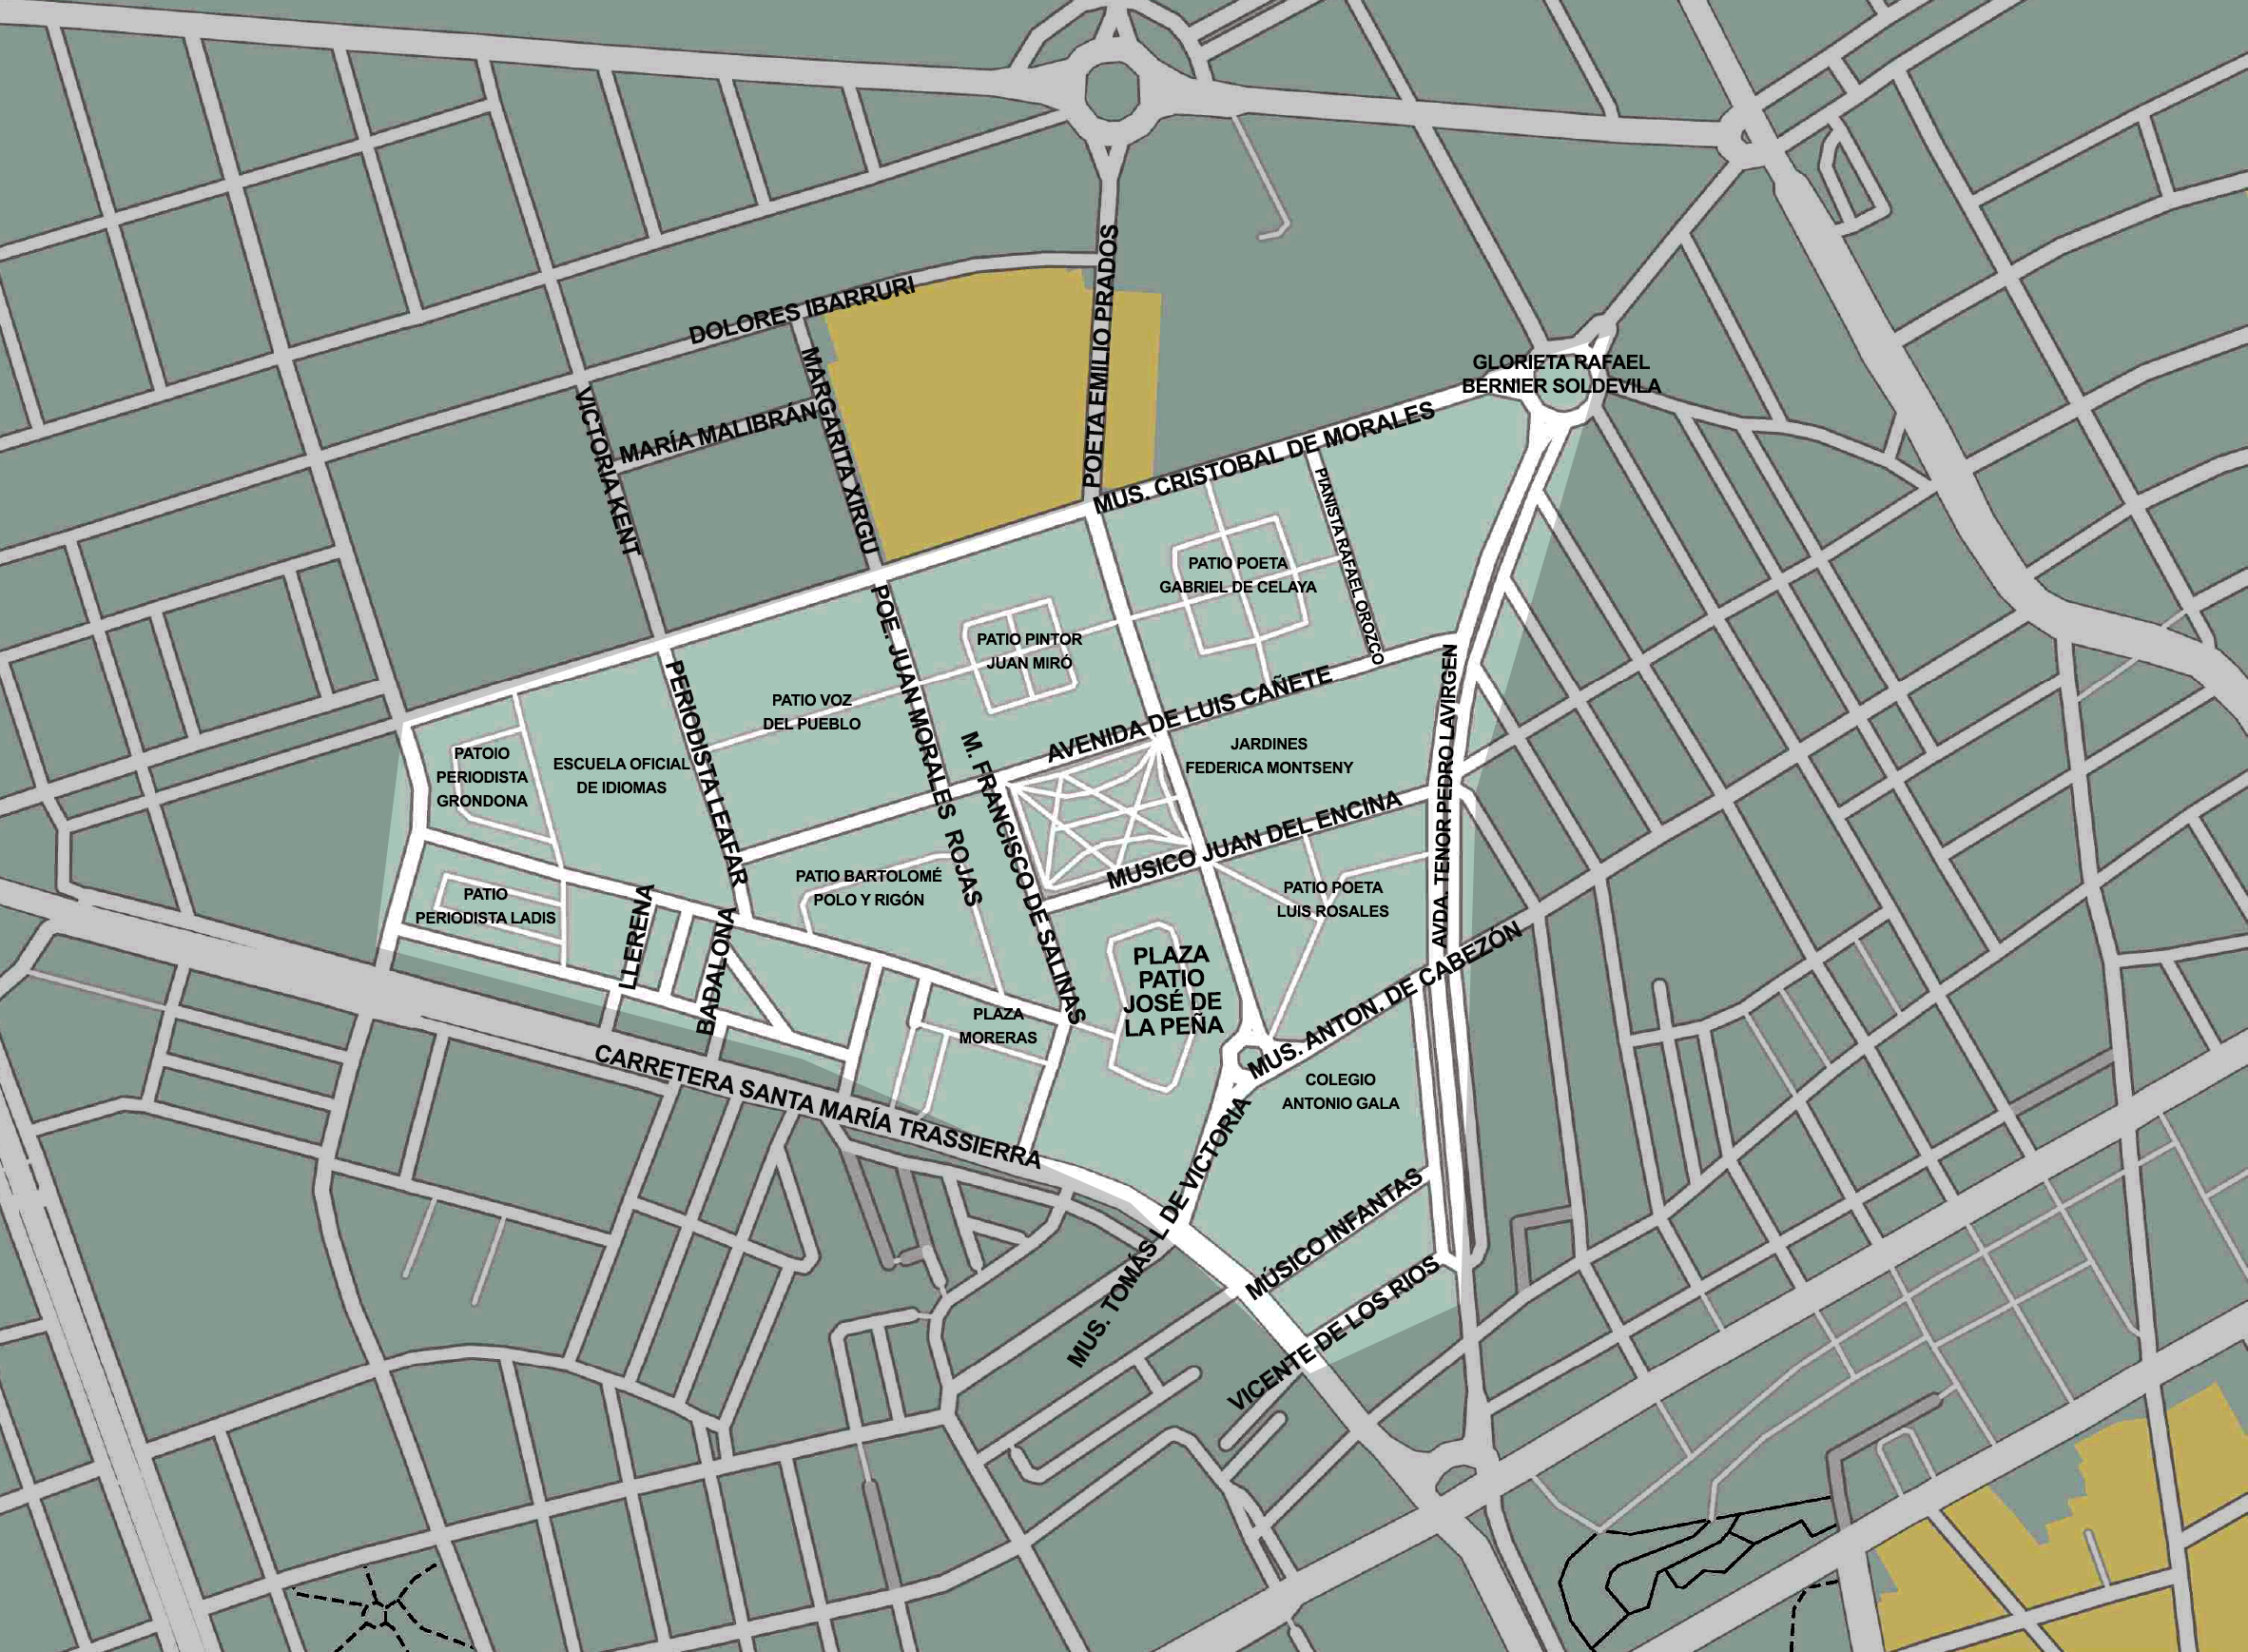 POETA EMILIO PRADOS
DOLORES IBARRURI
MARGARITA XIRGU
MARÍA MALIBRÁN
VICTORIA KENT
GLORIETA RAFAEL
BERNIER SOLDEVILA
MUS. CRISTOBAL DE MORALES
PIANISTA RAFAEL OROZCO
PATIO POETA
GABRIEL DE CELAYA
POE. JUAN MORALES ROJAS
PATIO PINTOR
JUAN MIRÓ
PERIODISTA LEAFAR
PATIO VOZ
DEL PUEBLO
AVENIDA DE LUIS CAÑETE
AVDA. TENOR PEDRO LAVIRGEN
PATOIO
PERIODISTA
GRONDONA
ESCUELA OFICIAL
DE IDIOMAS
M. FRANCISCO DE SALINAS
JARDINES
FEDERICA MONTSENY
MUSICO JUAN DEL ENCINA
PATIO
PERIODISTA LADIS
LLERENA
BADALONA
PATIO BARTOLOMÉ
POLO Y RIGÓN
PATIO POETA
LUIS ROSALES
PLAZA
PATIO
JOSÉ DE
LA PEÑA
MUS. ANTON. DE CABEZÓN
PLAZA
MORERAS
CARRETERA SANTA MARÍA TRASSIERRA
COLEGIO
ANTONIO GALA
MUS. TOMÁS L DE VICTORIA
MÚSICO INFANTAS
VICENTE DE LOS RIOS